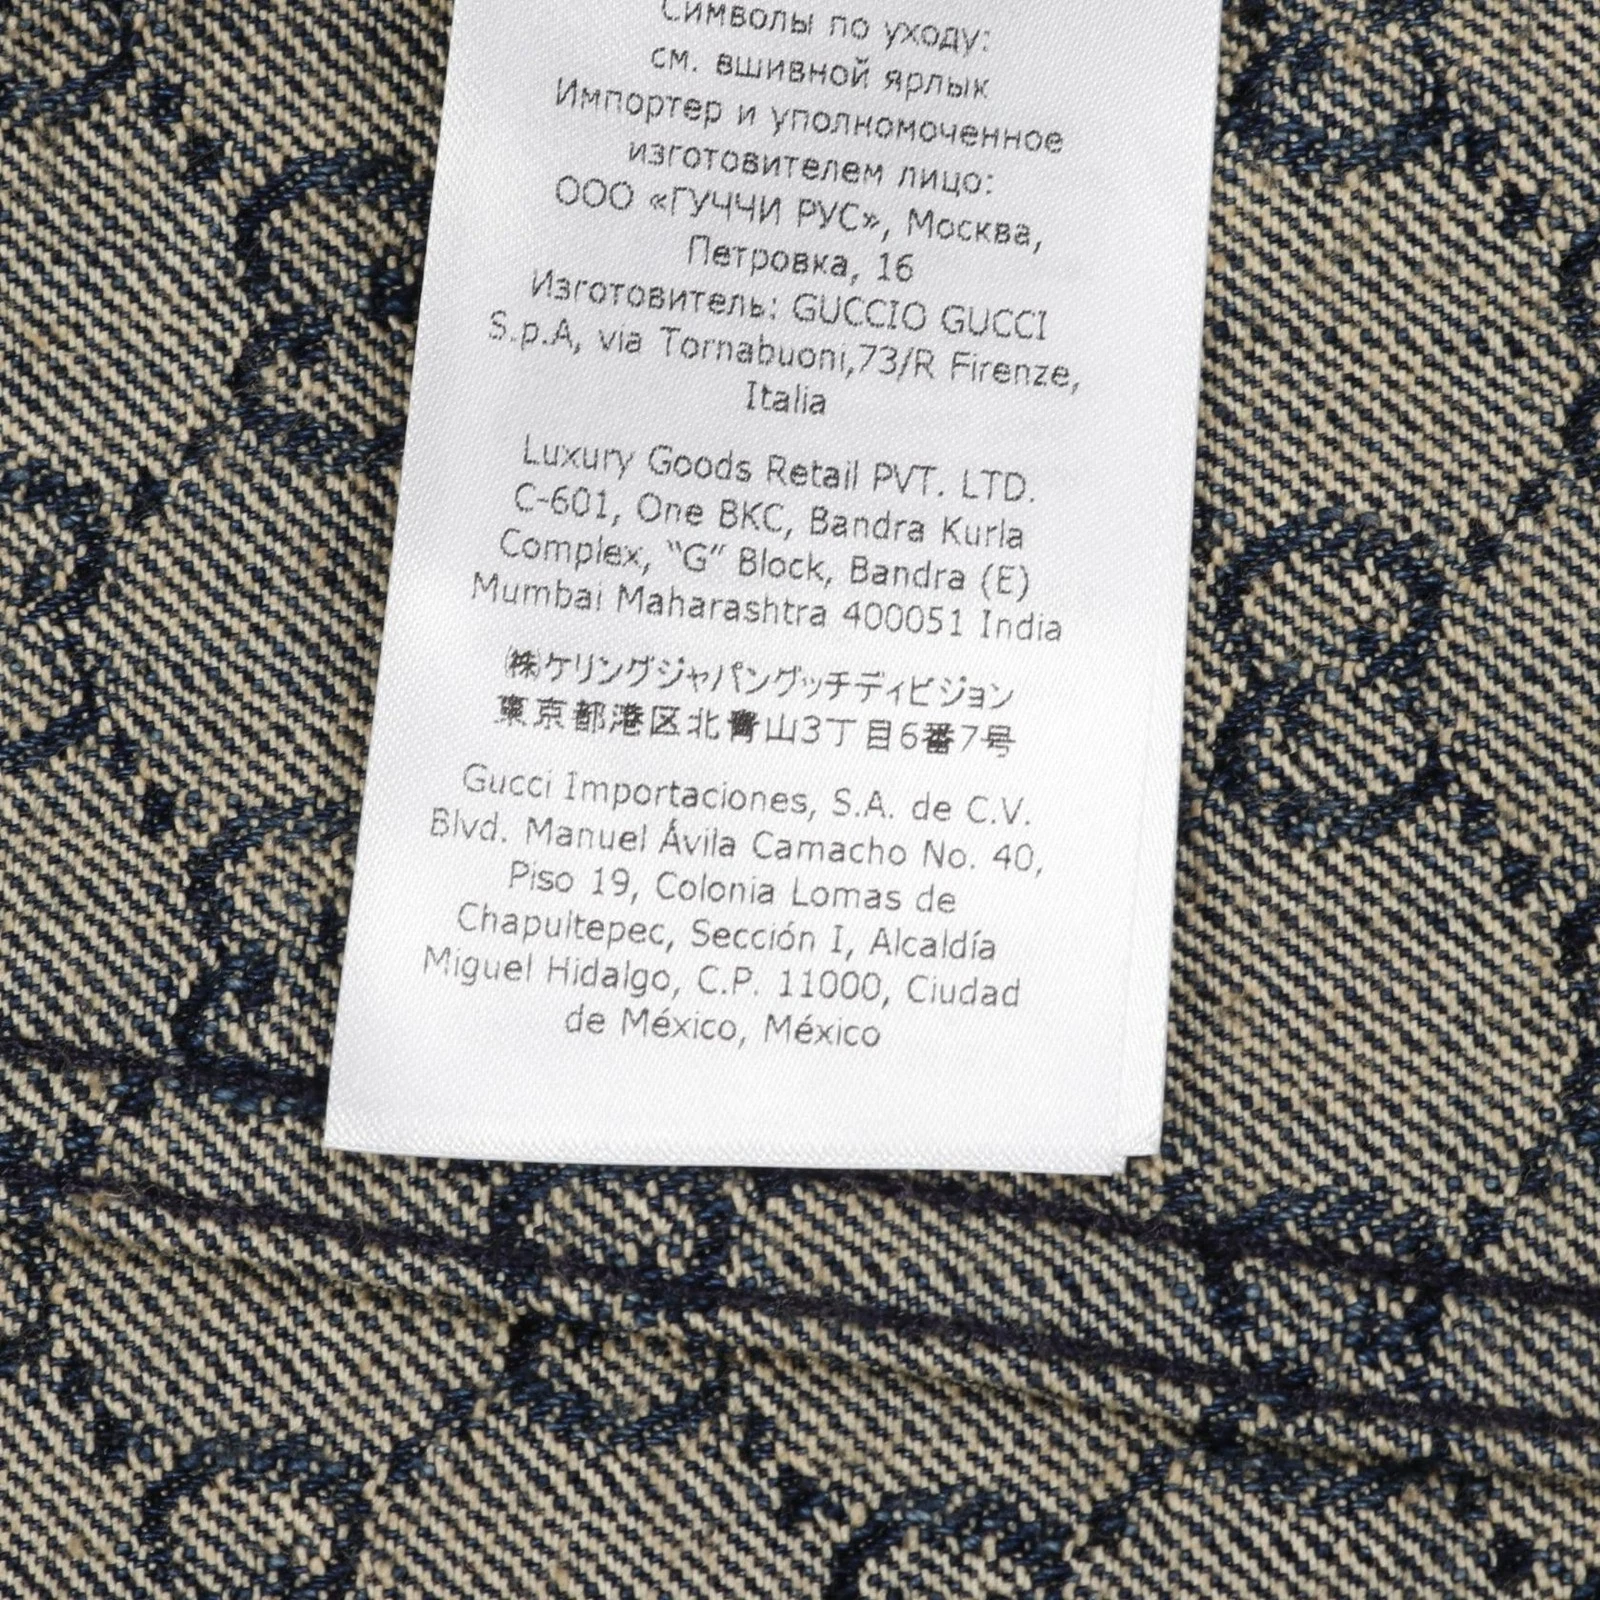 Символы по уходу:
см. вшивной ярлык
Импортер и уполномоченное
изготовителем лицо:
ООО «ГУЧЧИ РУС», Москва,
Петровка, 16
Изготовитель: GUCCIO GUCCI
S.p.A, via Tornabuoni,73/R Firenze,
Italia
Luxury Goods Retail PVT. LTD.
C-601, One BKC, Bandra Kurla
Complex, “G” Block, Bandra (E)
Mumbai Maharashtra 400051 India
㈱ケリングジャパングッチディビジョン
東京都港区北青山3丁目6番7号
Gucci Importaciones, S.A. de C.V.
Blvd. Manuel Ávila Camacho No. 40,
Piso 19, Colonia Lomas de
Chapultepec, Sección I, Alcaldía
Miguel Hidalgo, C.P. 11000, Ciudad
de México, México